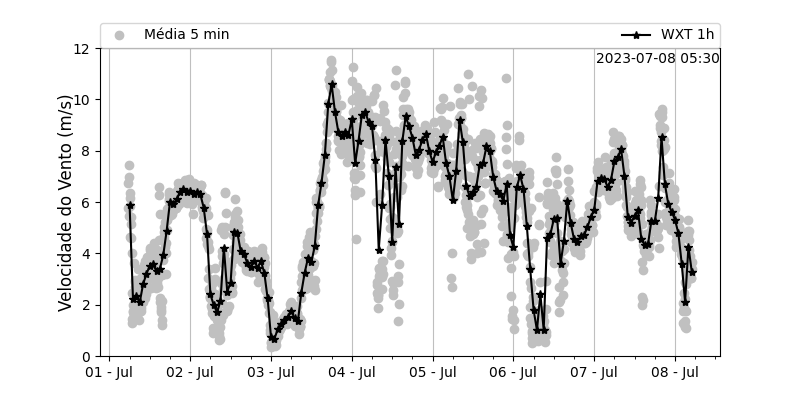 Média 5 min
WXT 1h
2023-07-08 05:30
Velocidade do Vento (m/s)
12
10
8
6
4
2
0
01 - Jul
02 - Jul
03 - Jul
04 - Jul
05 - Jul
06 - Jul
07 - Jul
08 - Jul